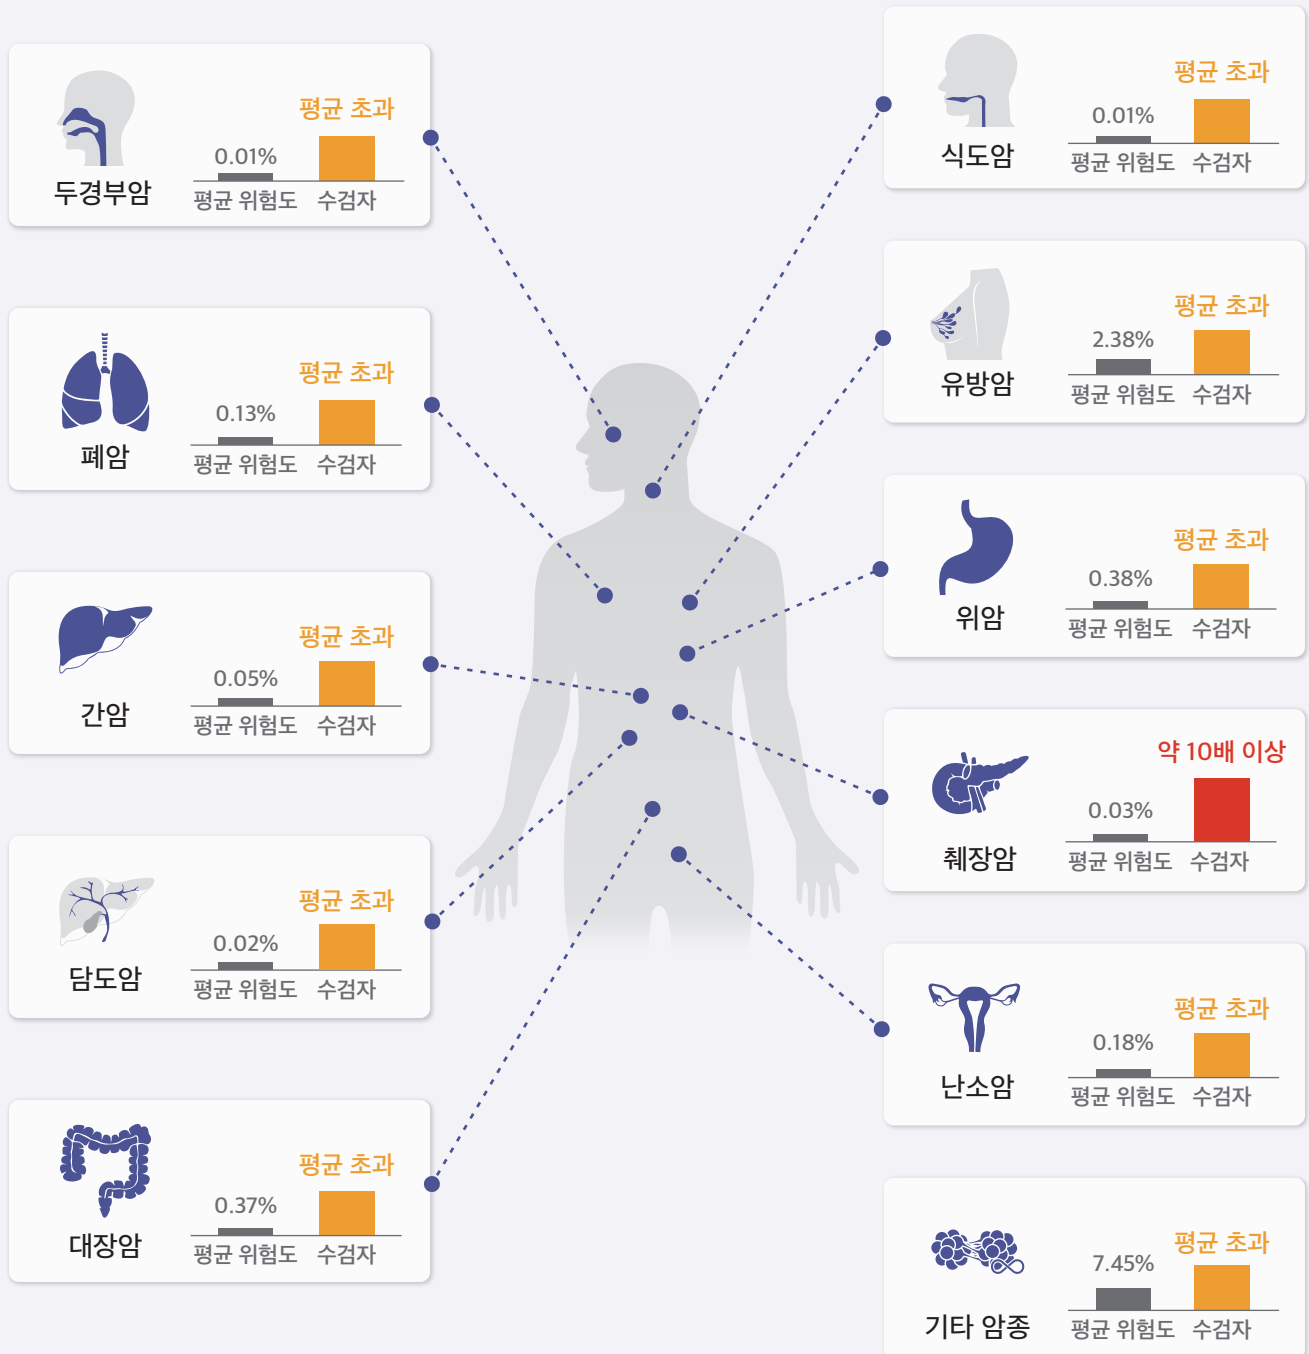 평균 초과
0.01%
두경부암
평균 위험도 수검자
평균 초과
0.13%
폐암
평균 위험도 수검자
평균 초과
0.05%
간암
평균 위험도 수검자
평균 초과
0.02%
담도암
평균 위험도 수검자
평균 초과
0.37%
대장암
평균 위험도 수검자
평균 초과
0.01%
식도암
평균 위험도 수검자
평균 초과
2.38%
유방암
평균 위험도 수검자
평균 초과
0.38%
위암
평균 위험도 수검자
약 10배 이상
0.03%
췌장암
평균 위험도 수검자
평균 초과
0.18%
난소암
평균 위험도 수검자
평균 초과
7.45%
기타 암종
평균 위험도 수검자